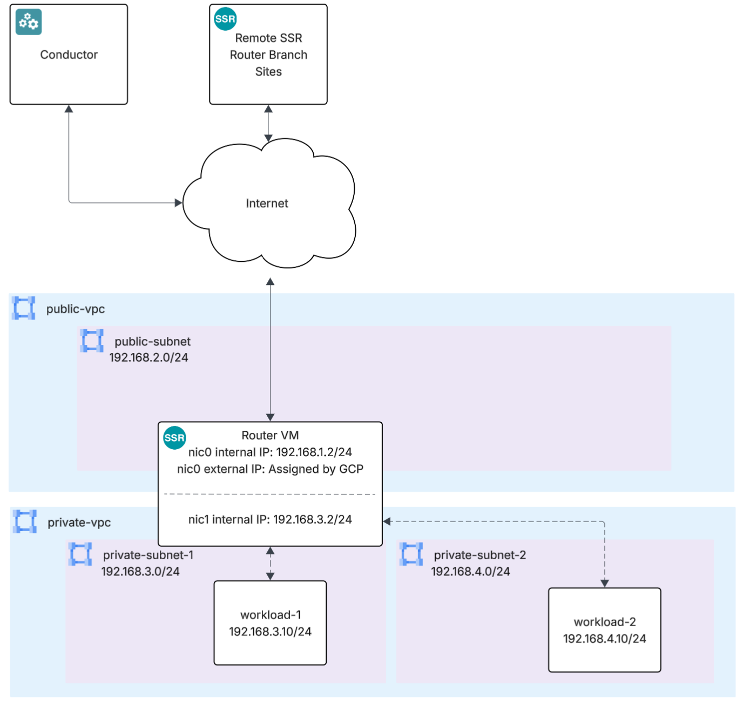 Conductor
SSR
Remote SSR
Router Branch
Sites
Internet
public-vpc
public-subnet
192.168.2.0/24
SSR
Router VM
nic0 internal IP: 192.168.1.2/24
nic0 external IP: Assigned by GCP
nic1 internal IP: 192.168.3.2/24
private-vpc
private-subnet-1
192.168.3.0/24
private-subnet-2
192.168.4.0/24
workload-1
192.168.3.10/24
workload-2
192.168.4.10/24